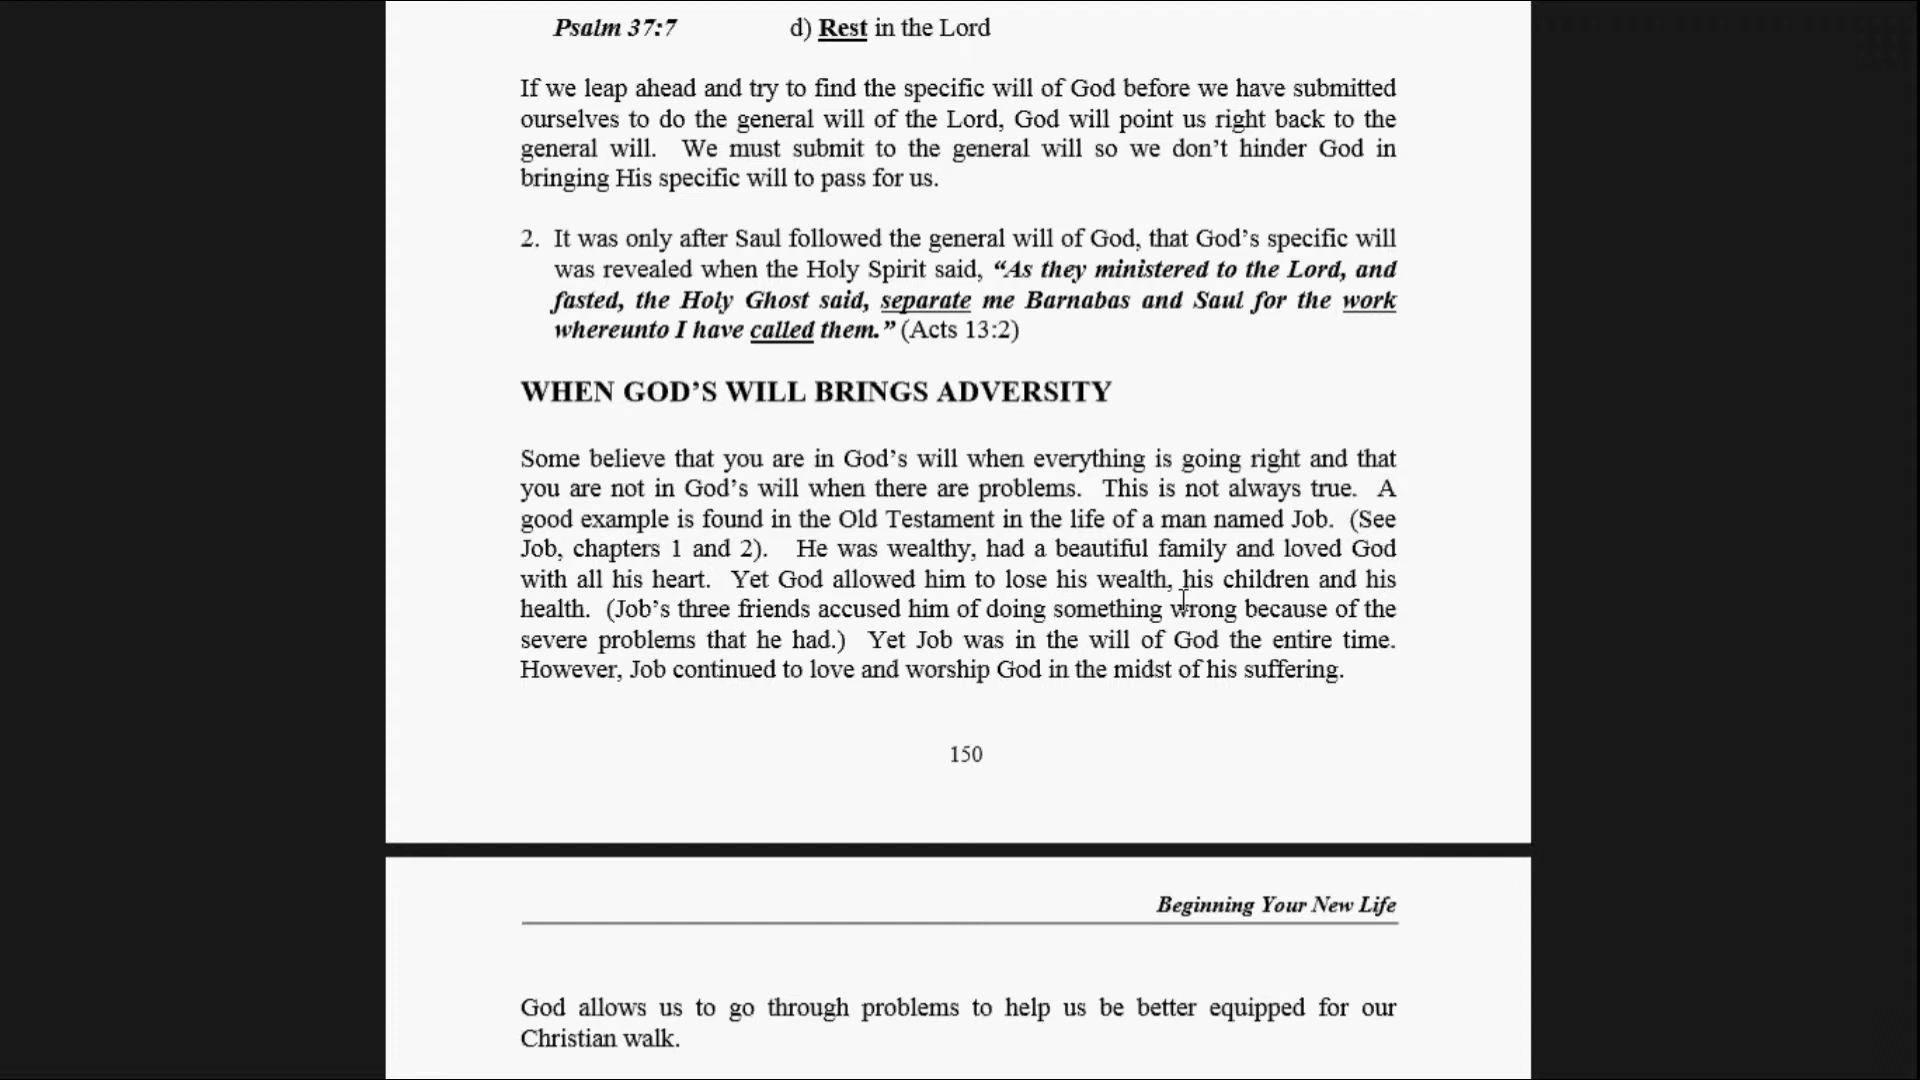 Psalm 37:7 d) Rest in the Lord
If we leap ahead and try to find the specific will of God before we have submitted
ourselves to do the general will of the Lord, God will point us right back to the
general will. We must submit to the general will so we don’t hinder God in
bringing His specific will to pass for us.
2. It was only after Saul followed the general will of God, that God’s specific will
was revealed when the Holy Spirit said, “As they ministered to the Lord, and
fasted, the Holy Ghost said, separate me Barnabas and Saul for the work
whereunto I have called them.” (Acts 13:2)
WHEN GOD’S WILL BRINGS ADVERSITY
Some believe that you are in God’s will when everything is going right and that
you are not in God’s will when there are problems. This is not always true. A
good example is found in the Old Testament in the life of a man named Job. (See
Job, chapters 1 and 2). He was wealthy, had a beautiful family and loved God
with all his heart. Yet God allowed him to lose his wealth, his children and his
health. (Job’s three friends accused him of doing something wrong because of the
severe problems that he had.) Yet Job was in the will of God the entire time.
However, Job continued to love and worship God in the midst of his suffering.
150
Beginning Your New Life
God allows us to go through problems to help us be better equipped for our
Christian walk.